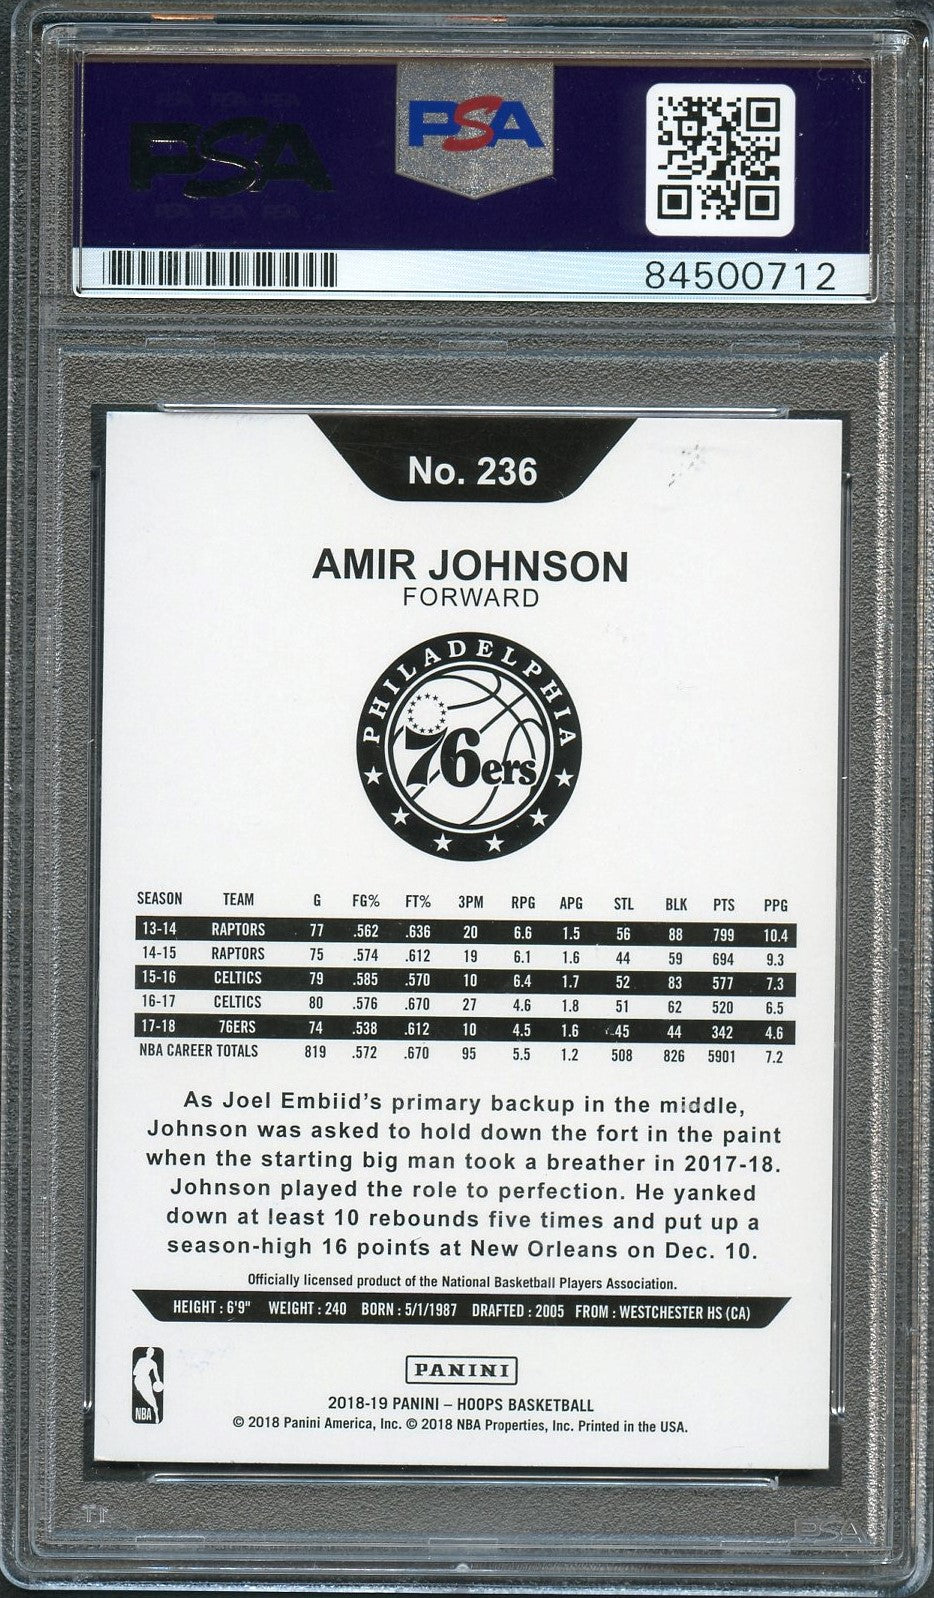 PSA
PSA
84500712
No. 236
AMIR JOHNSON
FORWARD
PHILADELPHIA
76ers
SEASON TEAM G FG% FT% 3PM RPG APG STL BLK PTS PPG
13-14 RAPTORS 77 .562 .636 20 6.6 1.5 56 88 799 10.4
14-15 RAPTORS 75 .574 .612 19 6.1 1.6 44 59 694 9.3
15-16 CELTICS 79 .585 .570 10 6.4 1.7 52 83 577 7.3
16-17 CELTICS 80 .576 .670 27 4.6 1.8 51 62 520 6.5
17-18 76ERS 74 .538 .612 10 4.5 1.6 45 44 342 4.6
NBA CAREER TOTALS 819 .572 .670 95 5.5 1.2 508 826 5901 7.2
As Joel Embiid's primary backup in the middle,
Johnson was asked to hold down the fort in the paint
when the starting big man took a breather in 2017-18.
Johnson played the role to perfection. He yanked
down at least 10 rebounds five times and put up a
season-high 16 points at New Orleans on Dec. 10.
Officially licensed product of the National Basketball Players Association.
HEIGHT : 6'9" WEIGHT : 240 BORN : 5/1/1987 DRAFTED : 2005 FROM : WESTCHESTER HS (CA)
NBA
PANINI
2018-19 PANINI – HOOPS BASKETBALL
© 2018 Panini America, Inc. © 2018 NBA Properties, Inc. Printed in the USA.
PSA